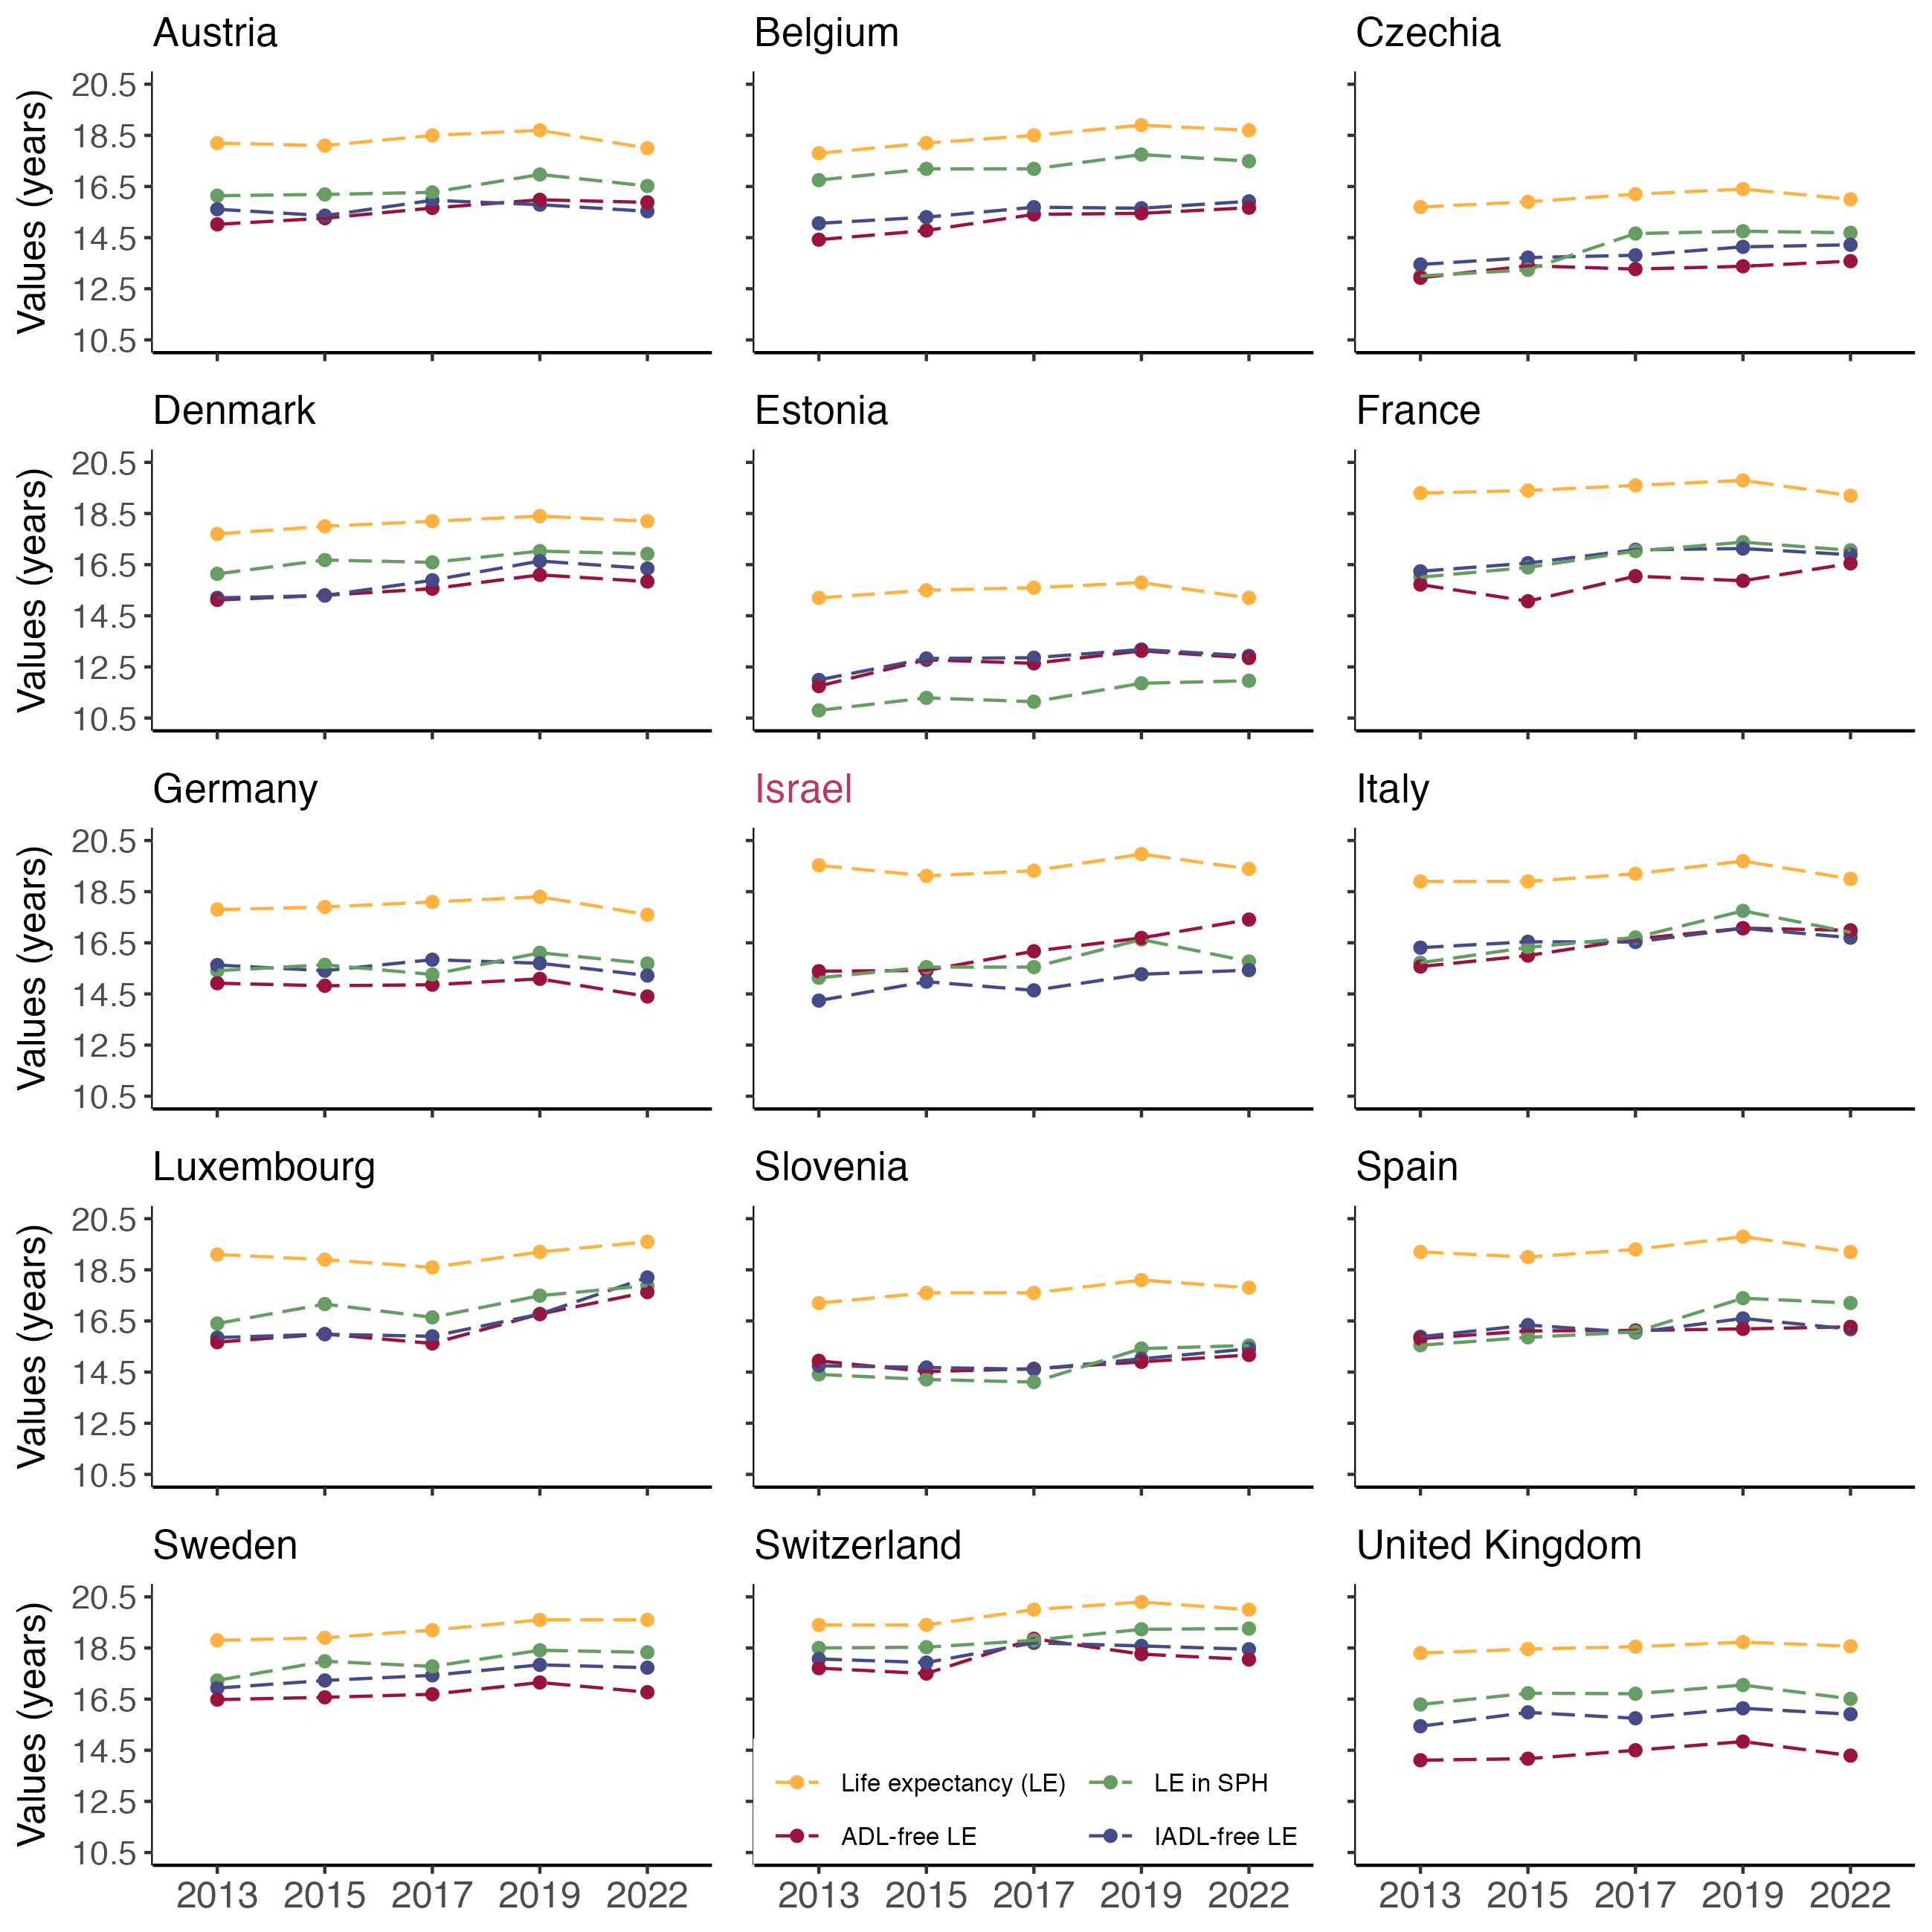 Austria
Belgium
Czechia
Values (years)
20.5
18.5
16.5
14.5
12.5
10.5
Denmark
Estonia
France
Values (years)
20.5
18.5
16.5
14.5
12.5
10.5
Germany
Israel
Italy
Values (years)
20.5
18.5
16.5
14.5
12.5
10.5
Luxembourg
Slovenia
Spain
Values (years)
20.5
18.5
16.5
14.5
12.5
10.5
Sweden
Switzerland
United Kingdom
Values (years)
20.5
18.5
16.5
14.5
12.5
10.5
Life expectancy (LE)
LE in SPH
ADL-free LE
IADL-free LE
2013 2015 2017 2019 2022
2013 2015 2017 2019 2022
2013 2015 2017 2019 2022